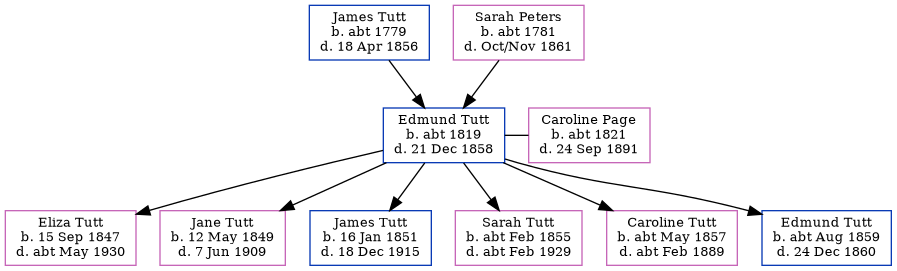 James Tutt
b. abt 1779
d. 18 Apr 1856
Sarah Peters
b. abt 1781
d. Oct/Nov 1861
Edmund Tutt
b. abt 1819
d. 21 Dec 1858
Caroline Page
b. abt 1821
d. 24 Sep 1891
Eliza Tutt
b. 15 Sep 1847
d. abt May 1930
Jane Tutt
b. 12 May 1849
d. 7 Jun 1909
James Tutt
b. 16 Jan 1851
d. 18 Dec 1915
Sarah Tutt
b. abt Feb 1855
d. abt Feb 1929
Caroline Tutt
b. abt May 1857
d. abt Feb 1889
Edmund Tutt
b. abt Aug 1859
d. 24 Dec 1860